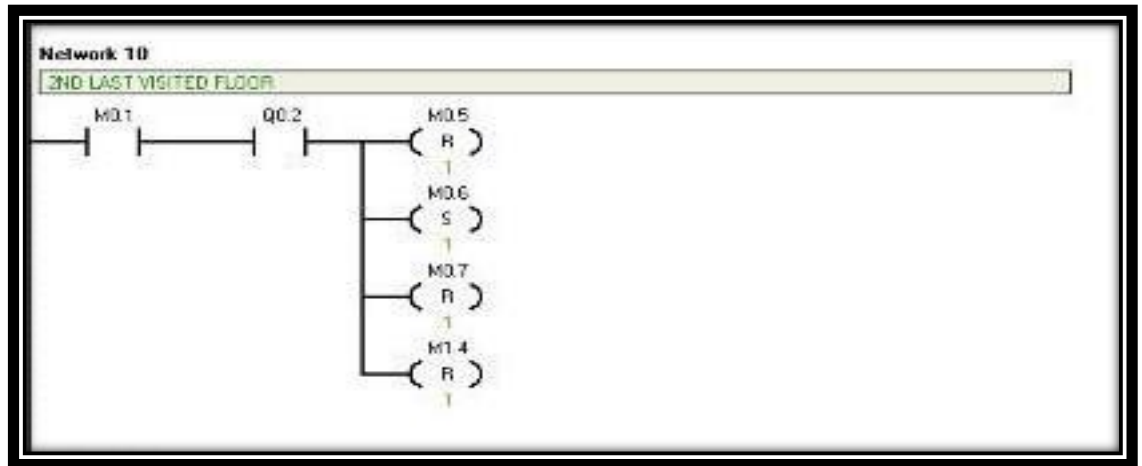 Network 10
2ND LAST VISITED FLOOR
M0.1 Q0.2 M0.5
R
1
M0.6
S
1
M0.7
R
1
M1.4
R
1